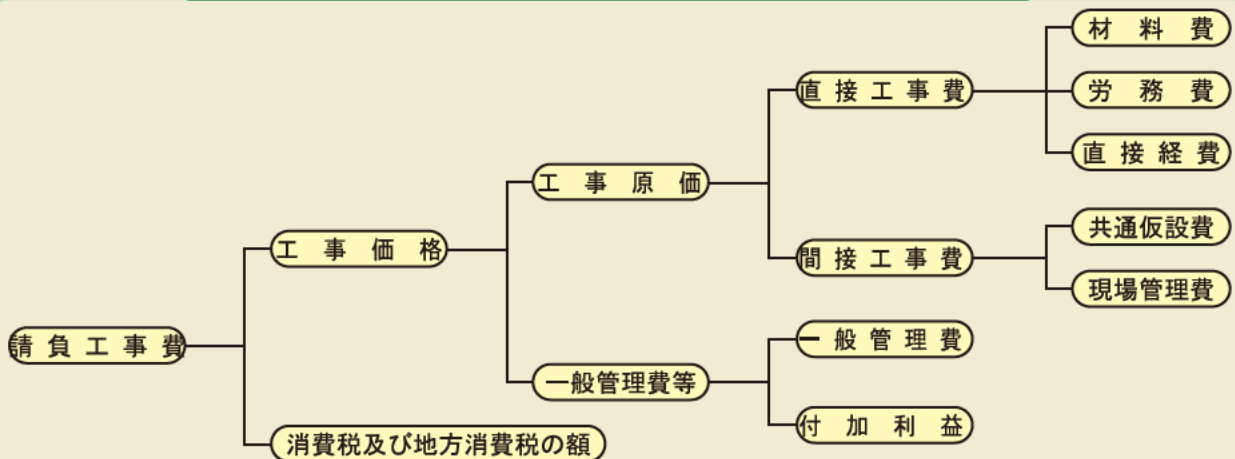 材料費
直接工事費
労務費
直接経費
工事原価
共通仮設費
工事価格
間接工事費
現場管理費
請負工事費
一般管理費
一般管理費等
付加利益
消費税及び地方消費税の額